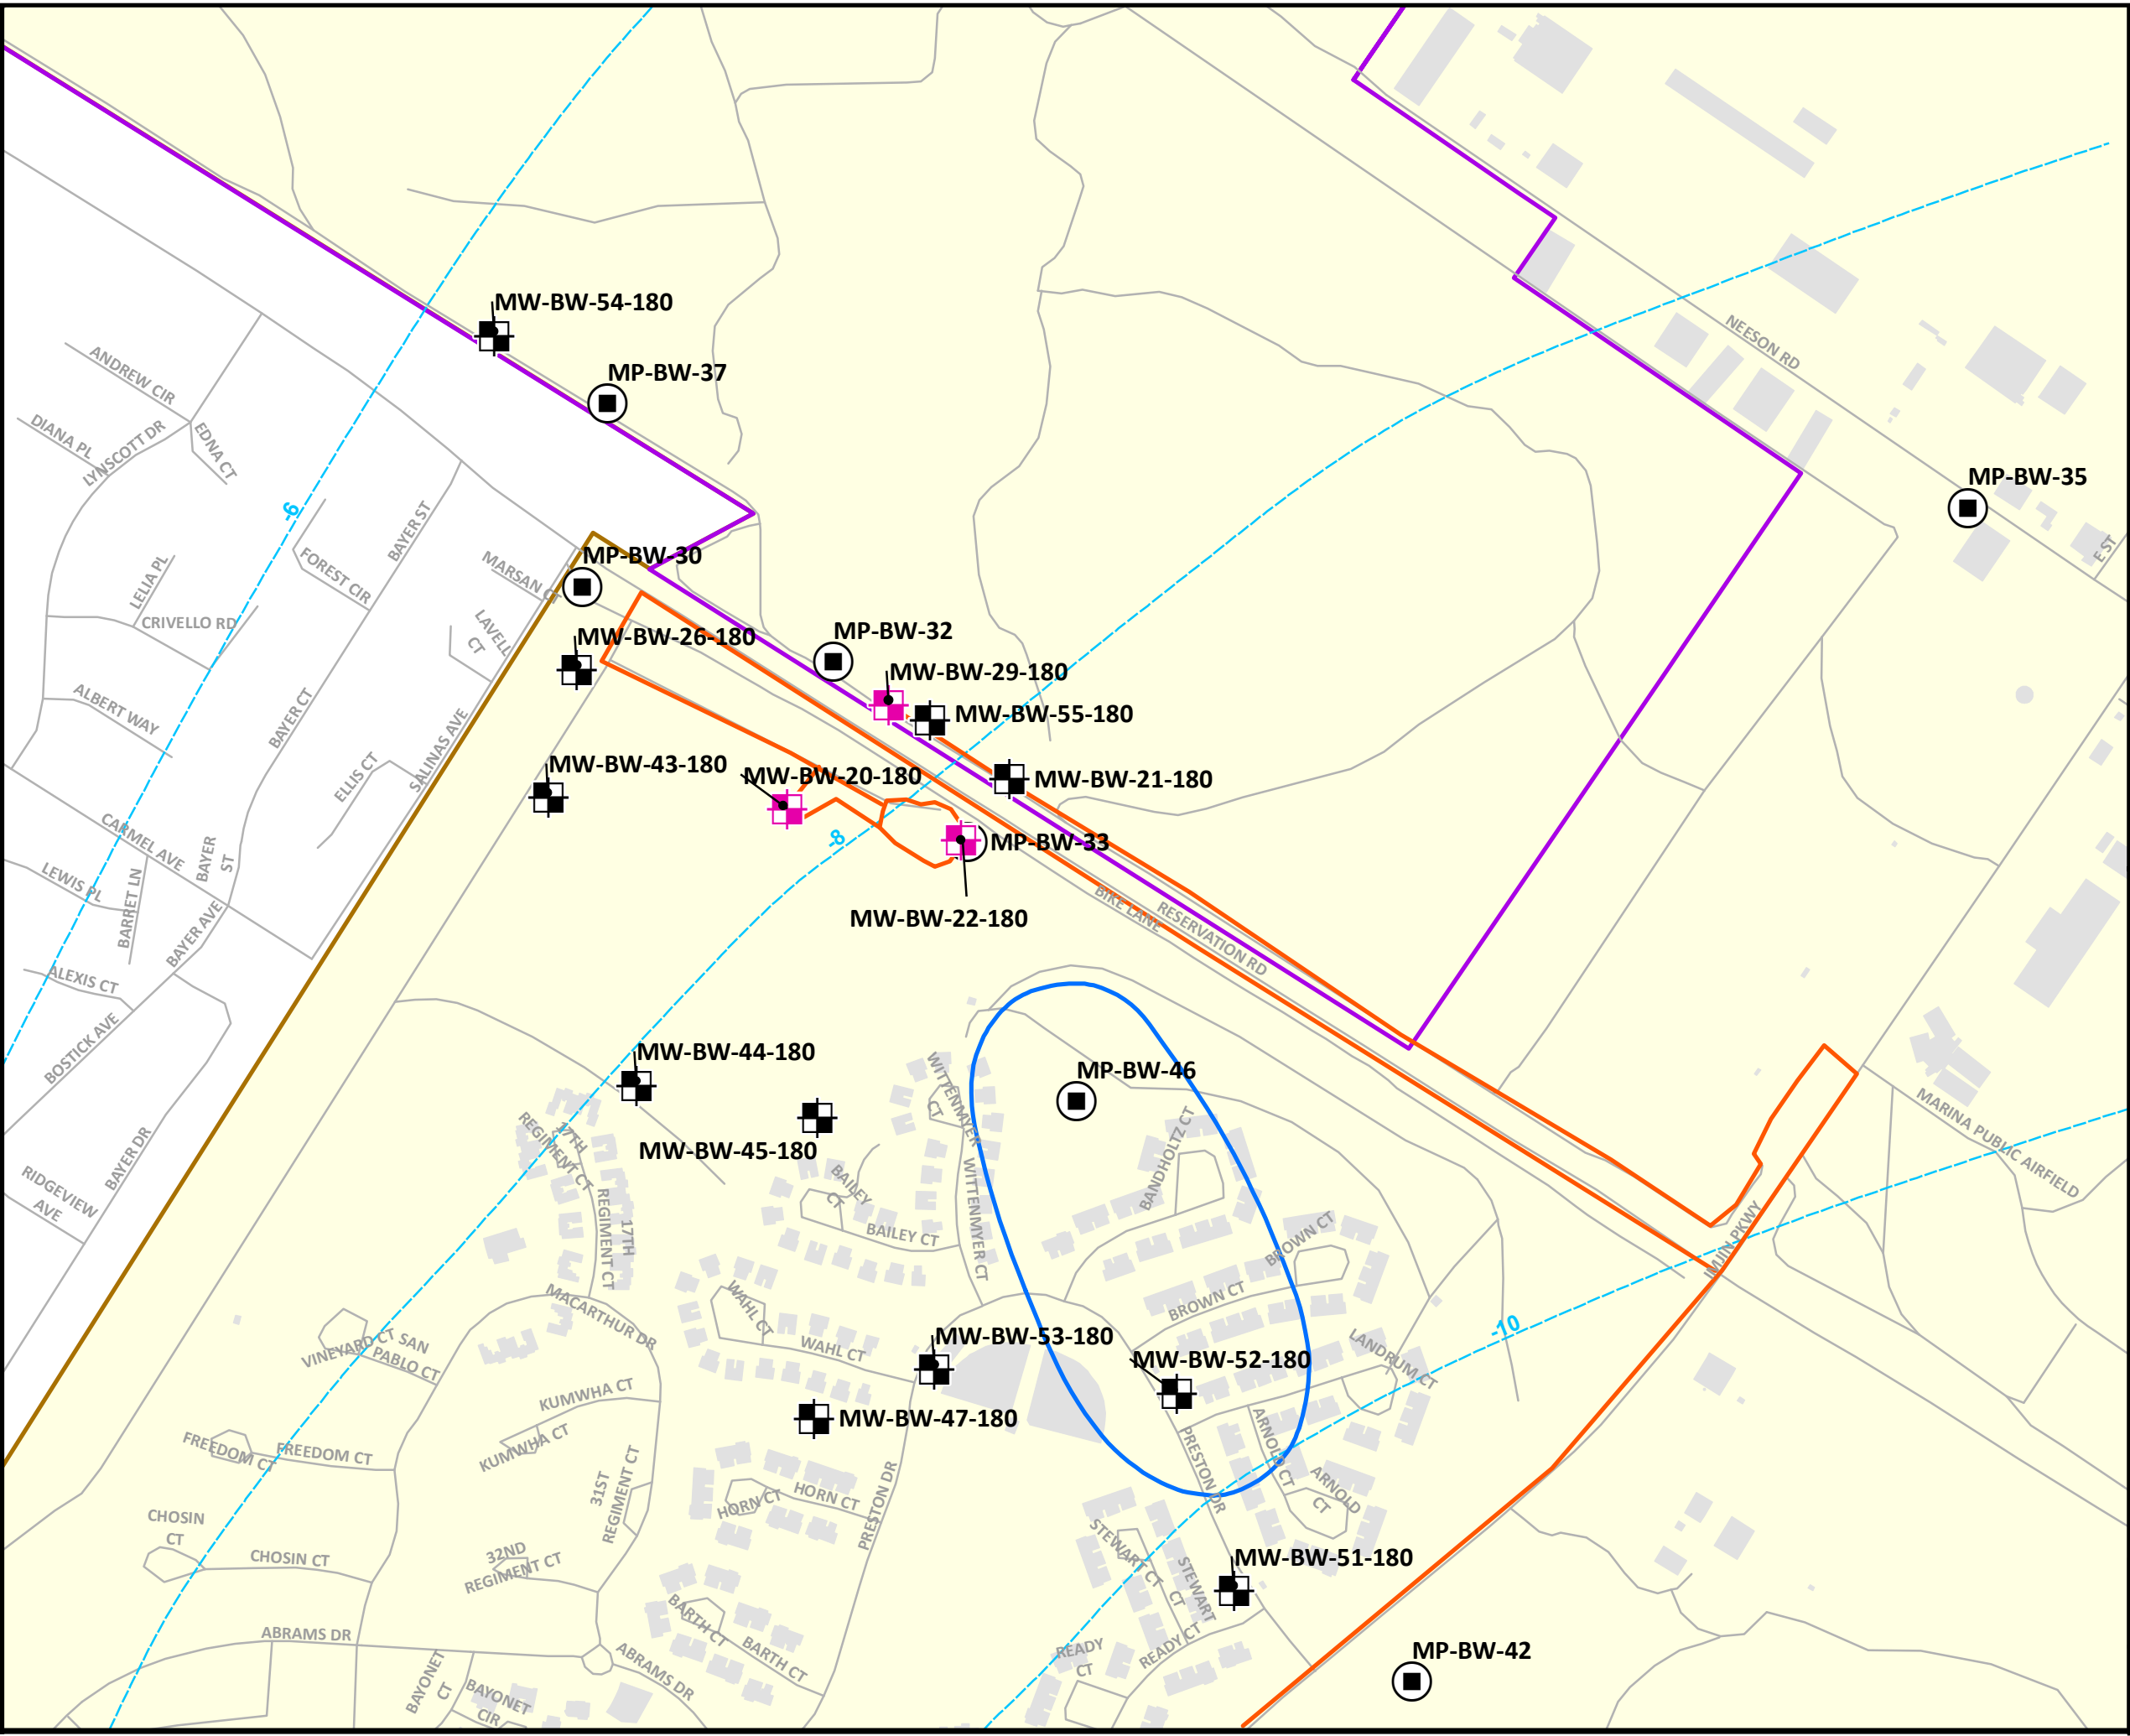 MW-BW-54-180
MP-BW-37
NEESON RD
ANDREW CIR
DIANA PL
LYNSCOTT DR
EDNA CT
MP-BW-35
-6
BAYER ST
E ST
MP-BW-30
FOREST CIR
MARSAN CT
LELIA PL
CRIVELLO RD
LAVELL
CT
MW-BW-26-180
MP-BW-32
MW-BW-29-180
MW-BW-55-180
ALBERT WAY
BAYER CT
SALINAS AVE
ELLIS CT
MW-BW-43-180
MW-BW-20-180
MW-BW-21-180
-8
MP-BW-33
CARMEL AVE
BAYER
ST
LEWIS PL
BARRET LN
BAYER AVE
MW-BW-22-180
BIKE LANE
RESERVATION RD
ALEXIS CT
BOSTICK AVE
MW-BW-44-180
MP-BW-46
WITTENMYER
CT
MW-BW-45-180
17TH
REGIMENT CT
BANDHOLTZ CT
MARINA PUBLIC AIRFIELD
BAYER DR
RIDGEVIEW
AVE
BAILEY
CT
BAILEY CT
WITTENMYER CT
17TH
REGIMENT CT
BROWN CT
IMJIN PKWY
BROWN CT
WAHL CT
MACARTHUR DR
WAHL CT
VINEYARD CT
SAN
PABLO CT
MW-BW-53-180
MW-BW-52-180
LANDRUM CT
-10
KUMWHA CT
MW-BW-47-180
KUMWHA CT
FREEDOM CT
FREEDOM CT
ARNOLD CT
PRESTON DR
31ST
REGIMENT CT
HORN CT
HORN CT
PRESTON DR
ARNOLD
CT
CHOSIN
CT
CHOSIN CT
32ND
REGIMENT CT
STEWART CT
STEWART
CT
MW-BW-51-180
BARTH CT
BARTH CT
ABRAMS DR
ABRAMS DR
READY
CT
READY CT
MP-BW-42
BAYONET
CT
BAYONET
CIR